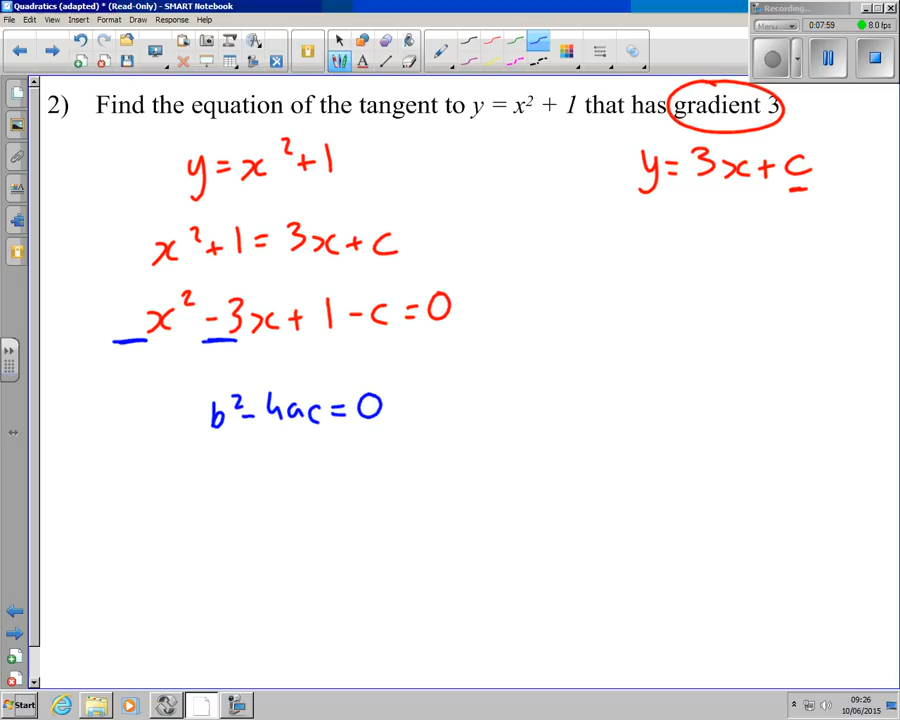 Quadratics (adapted) * (Read-Only) - SMART Notebook
Recording...
File Edit View Insert Format Draw Response Help
Menu
0:07:59
8.0 fps
2) Find the equation of the tangent to y = x² + 1 that has gradient 3
y = x² + 1
y = 3x + c
x² + 1 = 3x + c
x² - 3x + 1 - c = 0
b² - 4ac = 0
Start
09:26
10/06/2015